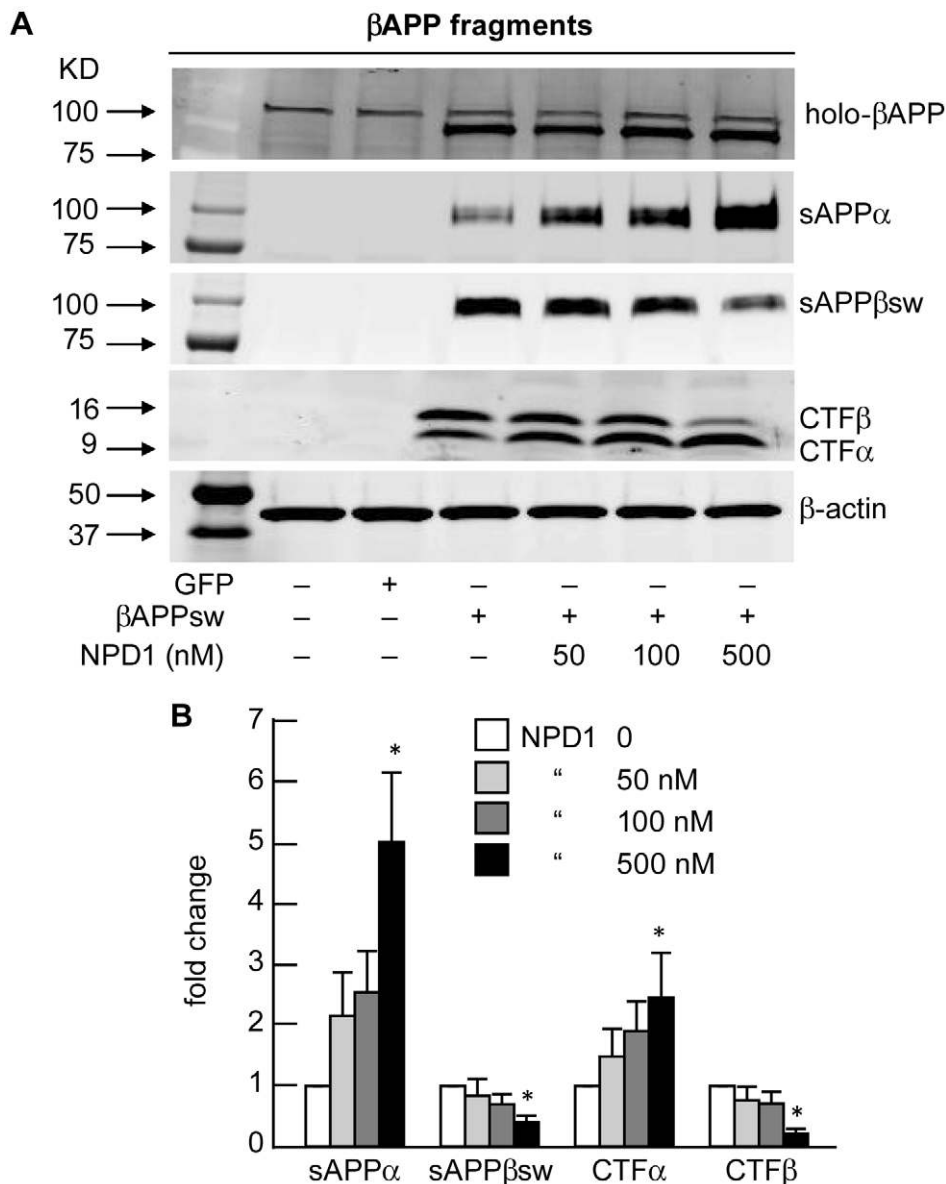 A
βAPP fragments
KD
100
75
holo-βAPP
100
75
sAPPα
100
75
sAPPβsw
16
9
CTFβ
CTFα
50
37
β-actin
GFP – + – – – –
βAPPsw – – + + + +
NPD1 (nM) – – – 50 100 500
B
fold change
7
6
5
4
3
2
1
0
NPD1 0
“ 50 nM
“ 100 nM
“ 500 nM
* * * *
sAPPα sAPPβsw CTFα CTFβ